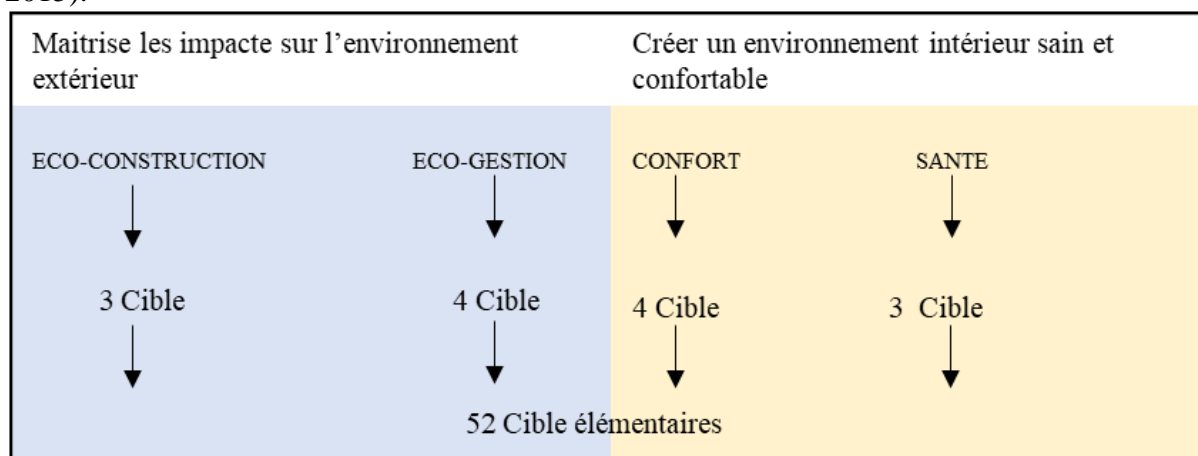 Maitrise les impacte sur l’environnement
extérieur
Créer un environnement intérieur sain et
confortable
ECO-CONSTRUCTION
ECO-GESTION
CONFORT
SANTE
3 Cible
4 Cible
4 Cible
3 Cible
52 Cible élémentaires